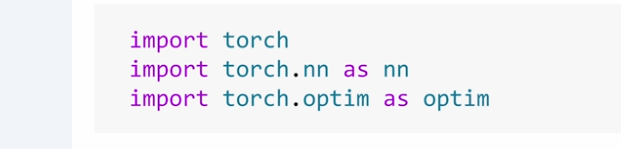 import torch
import torch.nn as nn
import torch.optim as optim